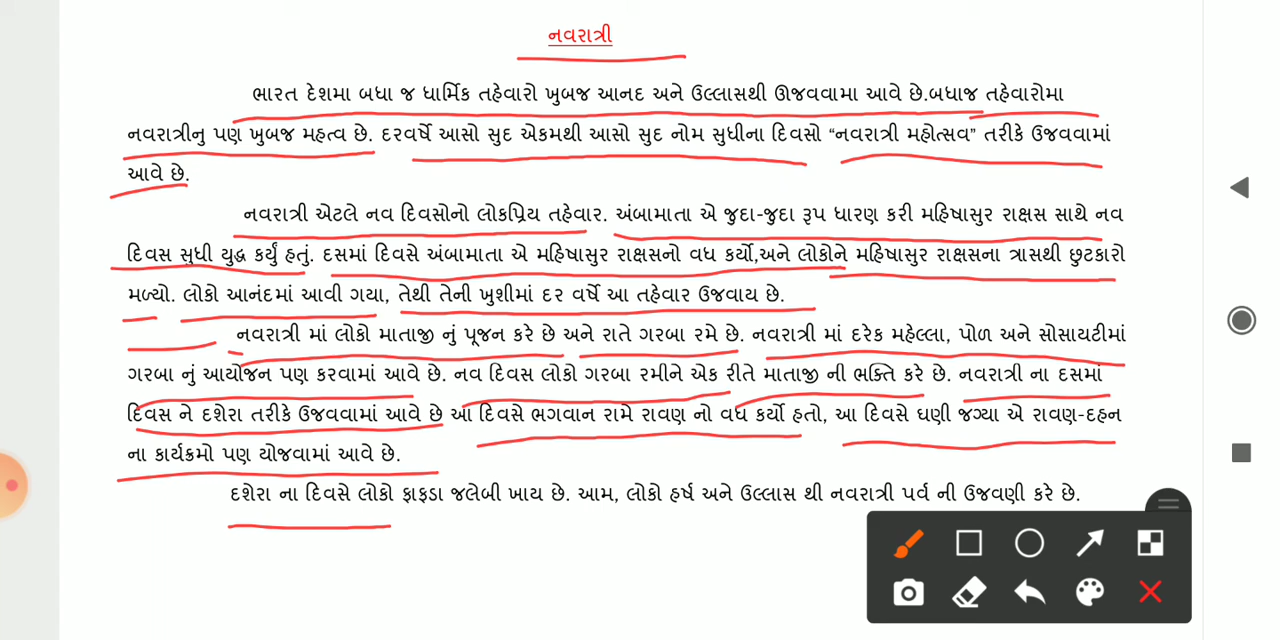 નવરાત્રી
ભારત દેશમા બધા જ ધાર્મિક તહેવારો ખુબજ આનદ અને ઉલ્લાસથી ઊજવવામા આવે છે.બધાજ તહેવારોમા
નવરાત્રીનુ પણ ખુબજ મહત્વ છે. દરવર્ષે આસો સુદ એકમથી આસો સુદ નોમ સુધીના દિવસો “નવરાત્રી મહોત્સવ” તરીકે ઉજવવામાં
આવે છે.
નવરાત્રી એટલે નવ દિવસોનો લોકપ્રિય તહેવાર. અંબામાતા એ જુદા-જુદા રૂપ ધારણ કરી મહિષાસુર રાક્ષસ સાથે નવ
દિવસ સુધી યુદ્ધ કર્યું હતું. દસમાં દિવસે અંબામાતા એ મહિષાસુર રાક્ષસનો વધ કર્યો,અને લોકોને મહિષાસુર રાક્ષસના ત્રાસથી છુટકારો
મળ્યો. લોકો આનંદમાં આવી ગયા, તેથી તેની ખુશીમાં દર વર્ષે આ તહેવાર ઉજવાય છે.
નવરાત્રી માં લોકો માતાજી નું પૂજન કરે છે અને રાતે ગરબા રમે છે. નવરાત્રી માં દરેક મહેલ્લા, પોળ અને સોસાયટીમાં
ગરબા નું આયોજન પણ કરવામાં આવે છે. નવ દિવસ લોકો ગરબા રમીને એક રીતે માતાજી ની ભક્તિ કરે છે. નવરાત્રી ના દસમાં
દિવસ ને દશેરા તરીકે ઉજવવામાં આવે છે આ દિવસે ભગવાન રામે રાવણ નો વધ કર્યો હતો, આ દિવસે ઘણી જગ્યા એ રાવણ-દહન
ના કાર્યક્રમો પણ યોજવામાં આવે છે.
દશેરા ના દિવસે લોકો ફાફડા જલેબી ખાય છે. આમ, લોકો હર્ષ અને ઉલ્લાસ થી નવરાત્રી પર્વ ની ઉજવણી કરે છે.